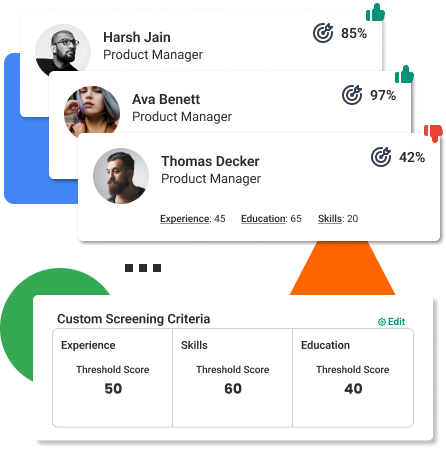 Harsh Jain
Product Manager
85%
Ava Benett
Product Manager
97%
Thomas Decker
Product Manager
42%
Experience: 45 Education: 65 Skills: 20
Custom Screening Criteria
Edit
Experience Skills Education
Threshold Score Threshold Score Threshold Score
50 60 40